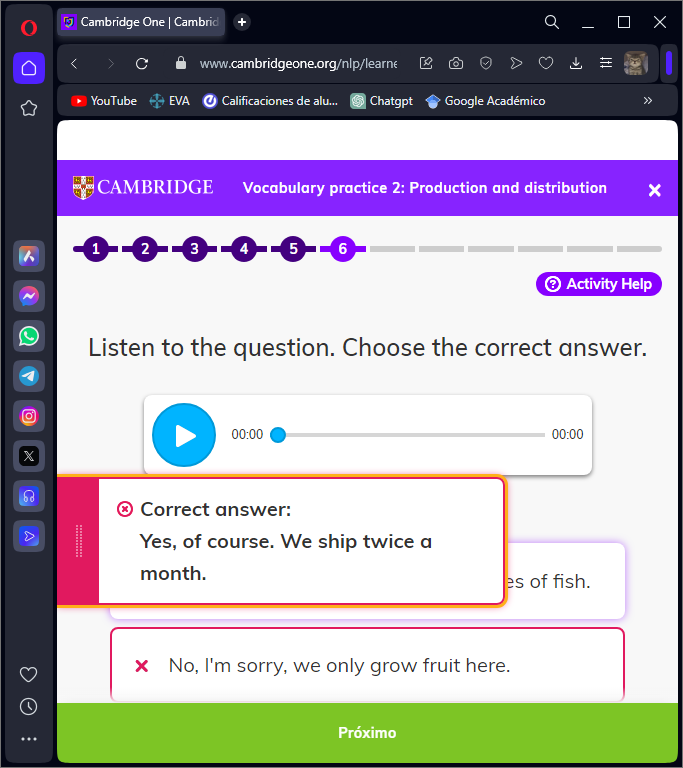 Cambridge One | Cambrid
www.cambridgeone.org/nlp/learne
YouTube
EVA
Calificaciones de alu...
Chatgpt
Google Académico
CAMBRIDGE
Vocabulary practice 2: Production and distribution
1 2 3 4 5 6
Activity Help
Listen to the question. Choose the correct answer.
00:00
00:00
Correct answer:
Yes, of course. We ship twice a
month.
es of fish.
No, I'm sorry, we only grow fruit here.
Próximo